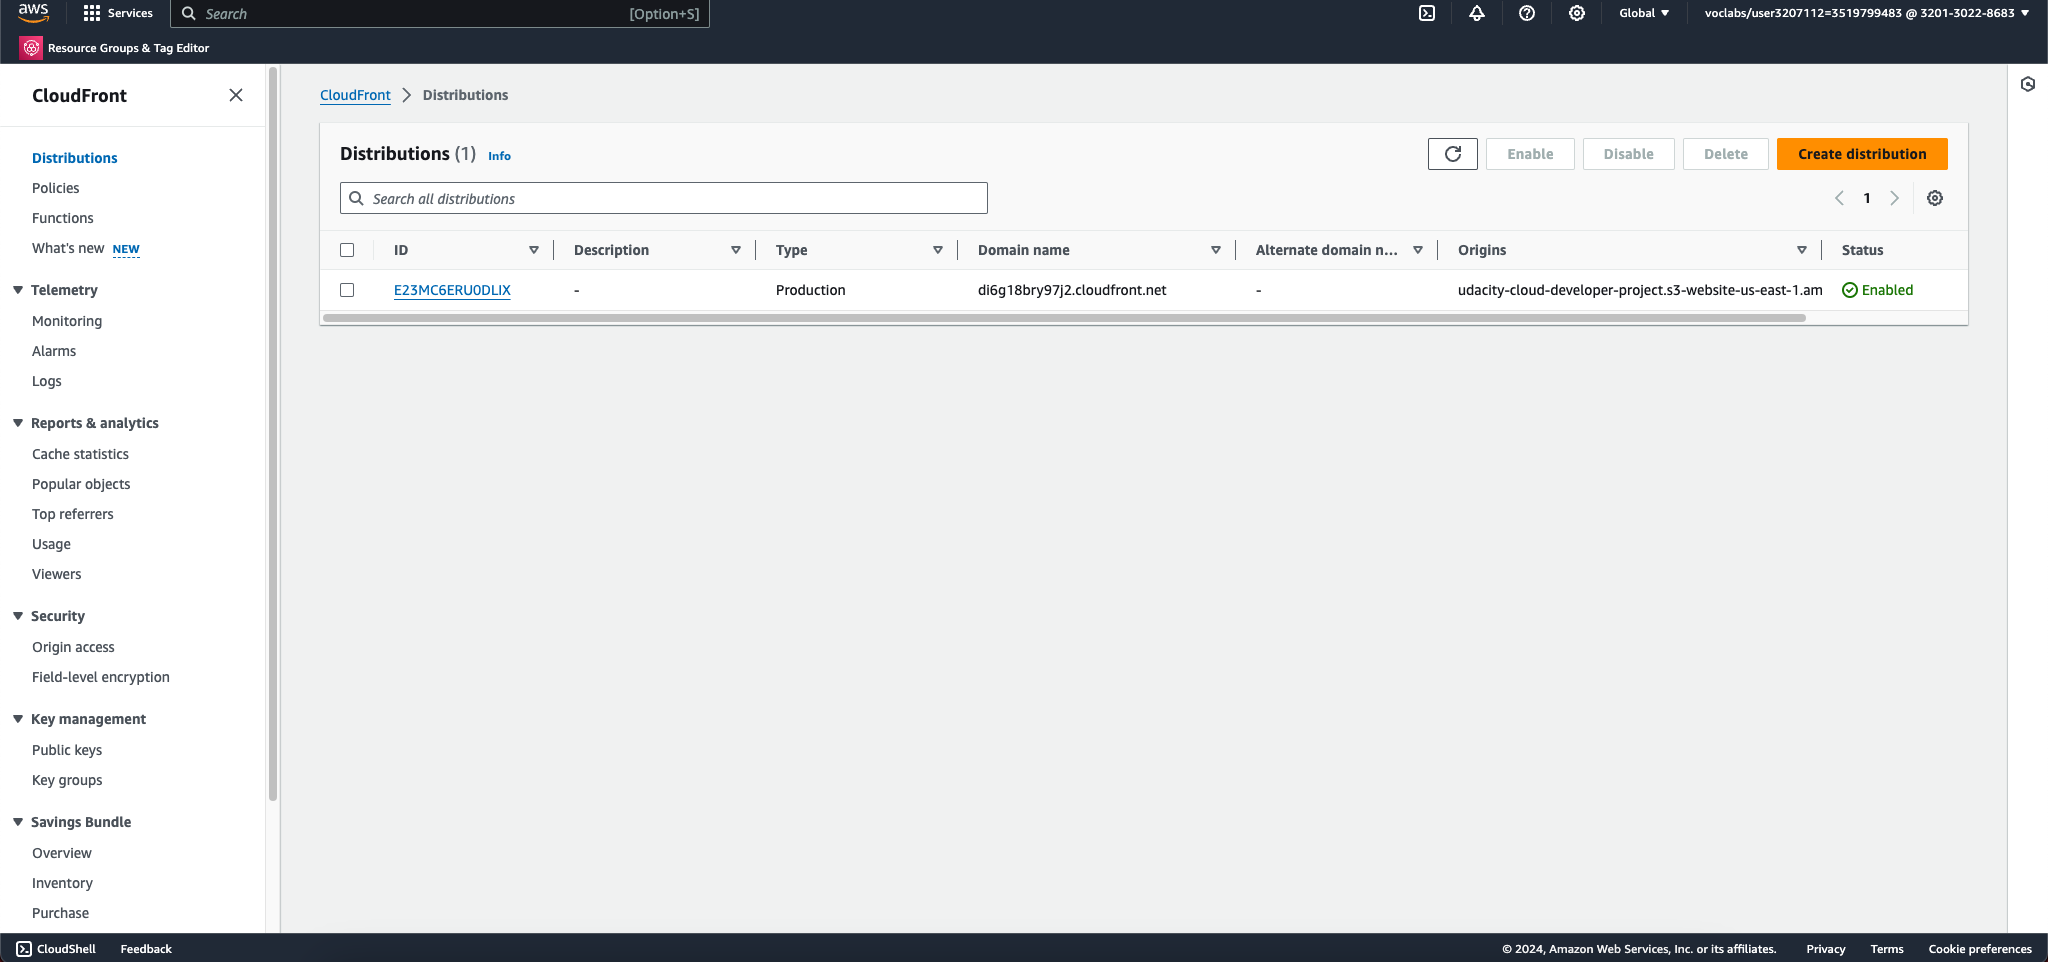 aws
Services
Search
[Option+S]
Global
voclabs/user3207112=3519799483 @ 3201-3022-8683
Resource Groups & Tag Editor
CloudFront
Distributions
Policies
Functions
What's new NEW
Telemetry
Monitoring
Alarms
Logs
Reports & analytics
Cache statistics
Popular objects
Top referrers
Usage
Viewers
Security
Origin access
Field-level encryption
Key management
Public keys
Key groups
Savings Bundle
Overview
Inventory
Purchase
CloudFront Distributions
Distributions (1) Info
Enable
Disable
Delete
Create distribution
Search all distributions
1
ID Description Type Domain name Alternate domain n... Origins Status
E23MC6ERU0DLIX - Production di6g18bry97j2.cloudfront.net - udacity-cloud-developer-project.s3-website-us-east-1.am Enabled
CloudShell
Feedback
© 2024, Amazon Web Services, Inc. or its affiliates.
Privacy
Terms
Cookie preferences